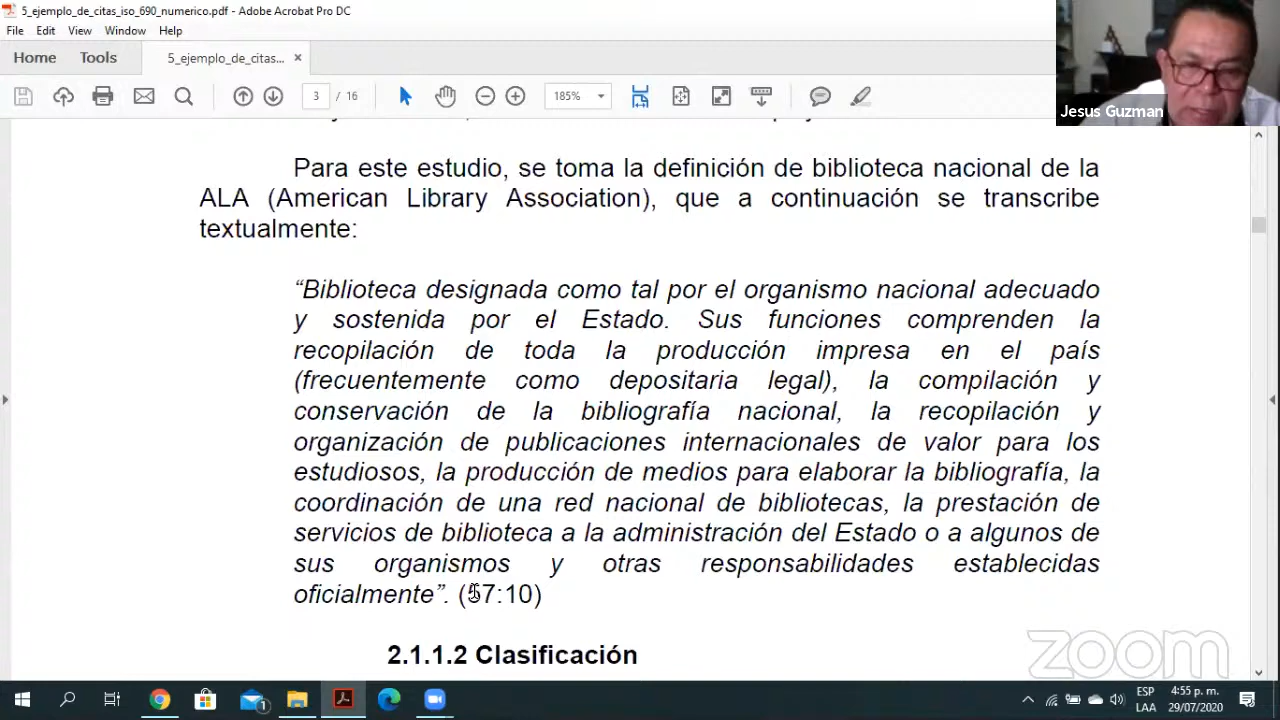 5_ejemplo_de_citas_iso_690_numerico.pdf - Adobe Acrobat Pro DC
File Edit View Window Help
Home Tools 5_ejemplo_de_citas... ×
3 / 16 185%
Jesus Guzman
Para este estudio, se toma la definición de biblioteca nacional de la
ALA (American Library Association), que a continuación se transcribe
textualmente:
“Biblioteca designada como tal por el organismo nacional adecuado
y sostenida por el Estado. Sus funciones comprenden la
recopilación de toda la producción impresa en el país
(frecuentemente como depositaria legal), la compilación y
conservación de la bibliografía nacional, la recopilación y
organización de publicaciones internacionales de valor para los
estudiosos, la producción de medios para elaborar la bibliografía, la
coordinación de una red nacional de bibliotecas, la prestación de
servicios de biblioteca a la administración del Estado o a algunos de
sus organismos y otras responsabilidades establecidas
oficialmente”. (57:10)
2.1.1.2 Clasificación
zoom
1
ESP
LAA
4:55 p. m.
29/07/2020